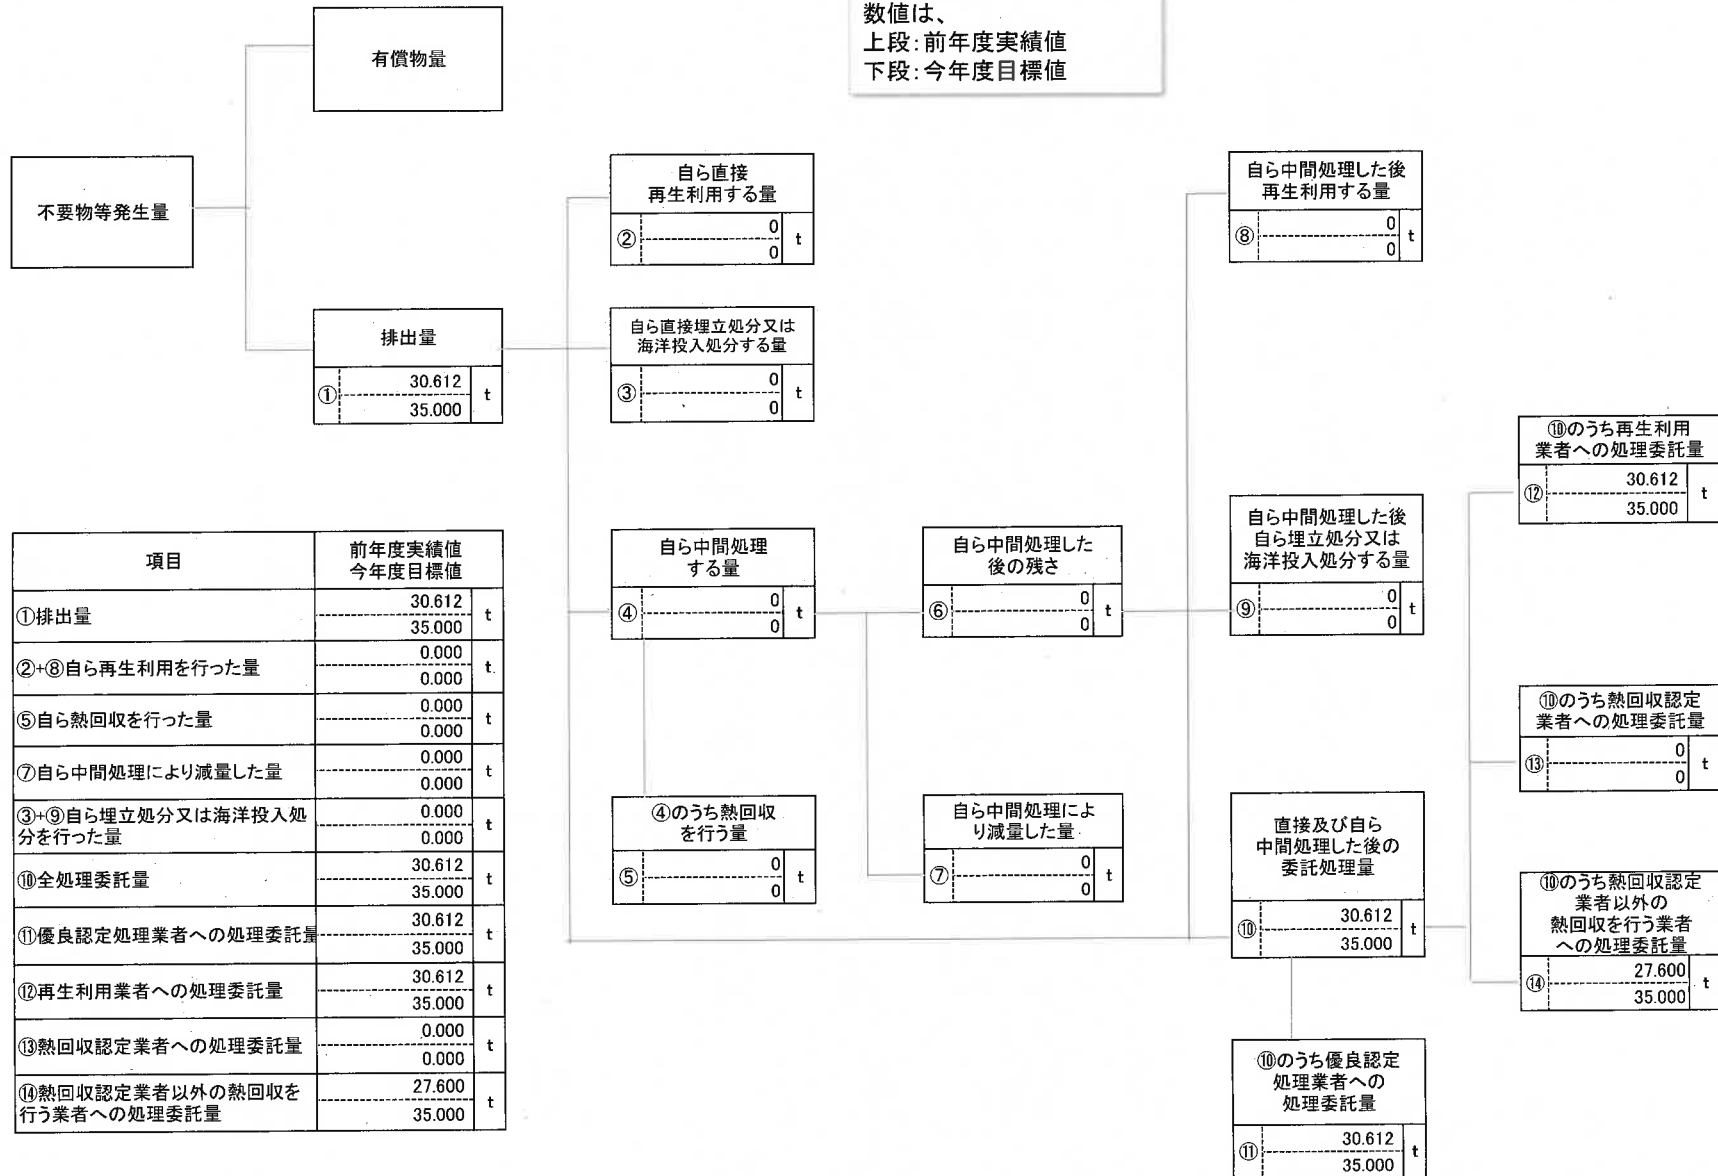 数値は、
上段:前年度実績値
下段:今年度目標値
有償物量
不要物等発生量
排出量
① 30.612 t
35.000
自ら直接
再生利用する量
② 0 t
0
自ら直接埋立処分又は
海洋投入処分する量
③ 0 t
0
自ら中間処理
する量
④ 0 t
0
④のうち熱回収
を行う量
⑤ 0 t
0
自ら中間処理した
後の残さ
⑥ 0 t
0
自ら中間処理によ
り減量した量
⑦ 0 t
0
自ら中間処理した後
再生利用する量
⑧ 0 t
0
自ら中間処理した後
自ら埋立処分又は
海洋投入処分する量
⑨ 0 t
0
直接及び自ら
中間処理した後の
委託処理量
⑩ 30.612 t
35.000
⑩のうち優良認定
処理業者への
処理委託量
⑪ 30.612 t
35.000
⑩のうち再生利用
業者への処理委託量
⑫ 30.612 t
35.000
⑩のうち熱回収認定
業者への処理委託量
⑬ 0 t
0
⑩のうち熱回収認定
業者以外の
熱回収を行う業者
への処理委託量
⑭ 27.600 t
35.000
項目 前年度実績値
今年度目標値
①排出量 30.612 t
35.000
②+⑧自ら再生利用を行った量 0.000 t
0.000
⑤自ら熱回収を行った量 0.000 t
0.000
⑦自ら中間処理により減量した量 0.000 t
0.000
③+⑨自ら埋立処分又は海洋投入処 0.000 t
分を行った量 0.000
⑩全処理委託量 30.612 t
35.000
⑪優良認定処理業者への処理委託量 30.612 t
35.000
⑫再生利用業者への処理委託量 30.612 t
35.000
⑬熱回収認定業者への処理委託量 0.000 t
0.000
⑭熱回収認定業者以外の熱回収を 27.600 t
行う業者への処理委託量 35.000